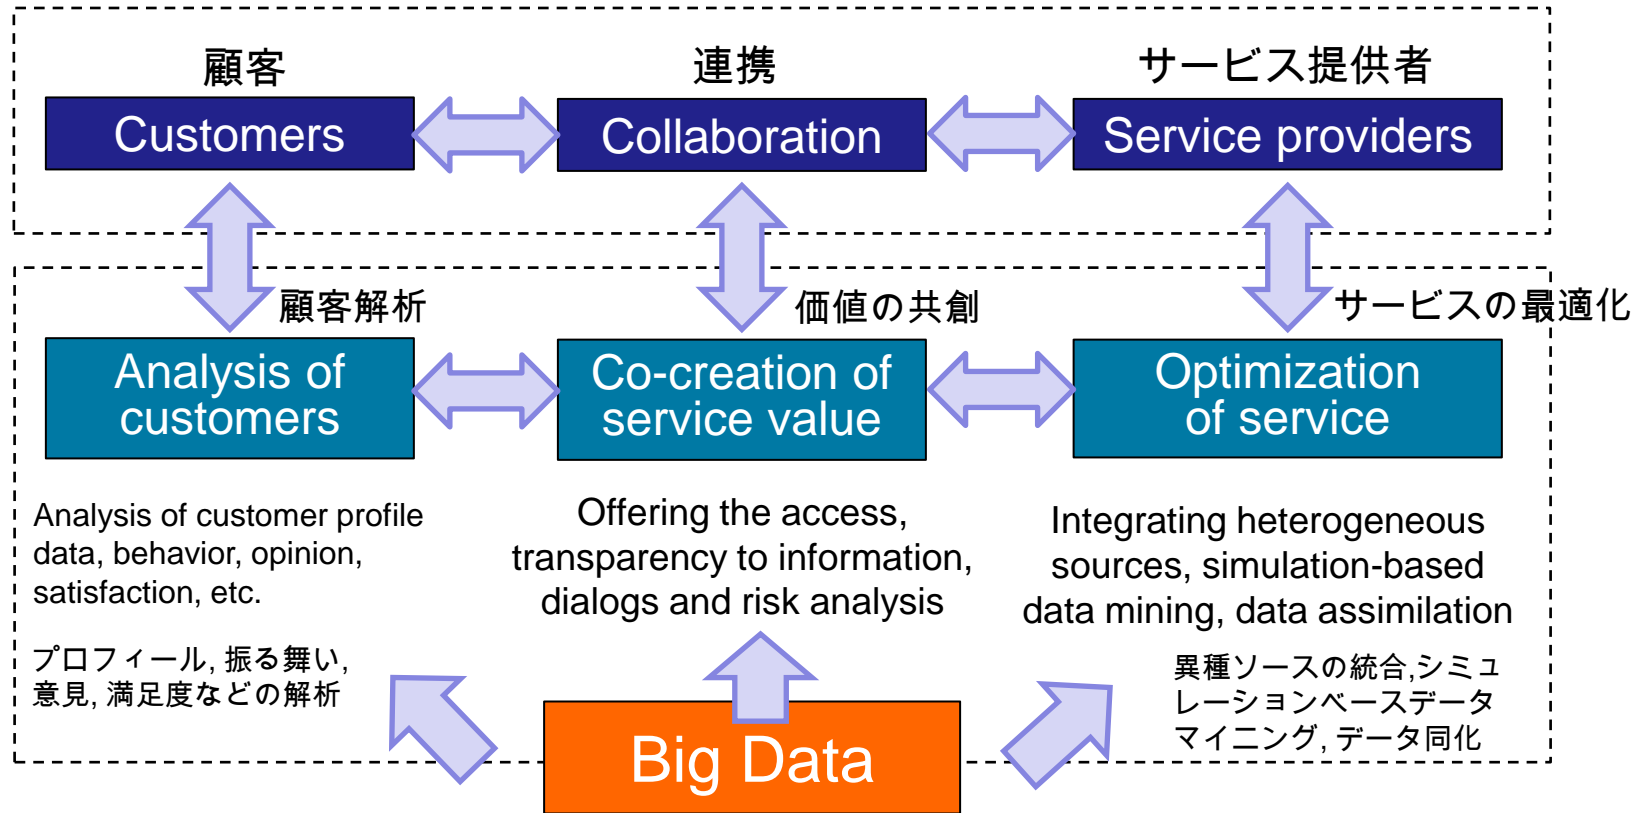 顧客
連携
サービス提供者
Customers
Collaboration
Service providers
顧客解析
価値の共創
サービスの最適化
Analysis of
customers
Co-creation of
service value
Optimization
of service
Analysis of customer profile
data, behavior, opinion,
satisfaction, etc.
プロフィール, 振る舞い,
意見, 満足度などの解析
Offering the access,
transparency to information,
dialogs and risk analysis
Integrating heterogeneous
sources, simulation-based
data mining, data assimilation
異種ソースの統合,シミュ
レーションベースデータ
マイニング, データ同化
Big Data